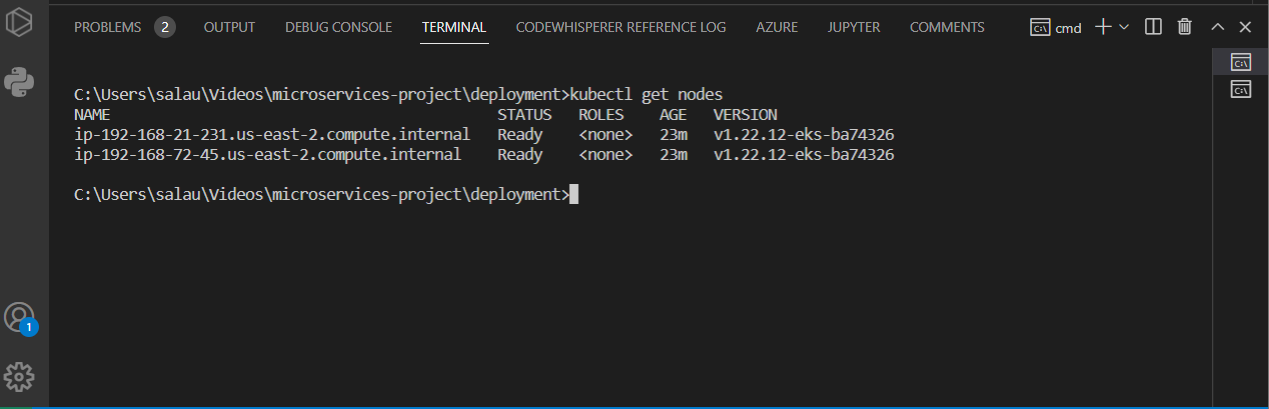 PROBLEMS 2 OUTPUT DEBUG CONSOLE TERMINAL CODEWHISPERER REFERENCE LOG AZURE JUPYTER COMMENTS cmd
C:\Users\salau\Videos\microservices-project\deployment>kubectl get nodes
NAME STATUS ROLES AGE VERSION
ip-192-168-21-231.us-east-2.compute.internal Ready <none> 23m v1.22.12-eks-ba74326
ip-192-168-72-45.us-east-2.compute.internal Ready <none> 23m v1.22.12-eks-ba74326
C:\Users\salau\Videos\microservices-project\deployment>
1